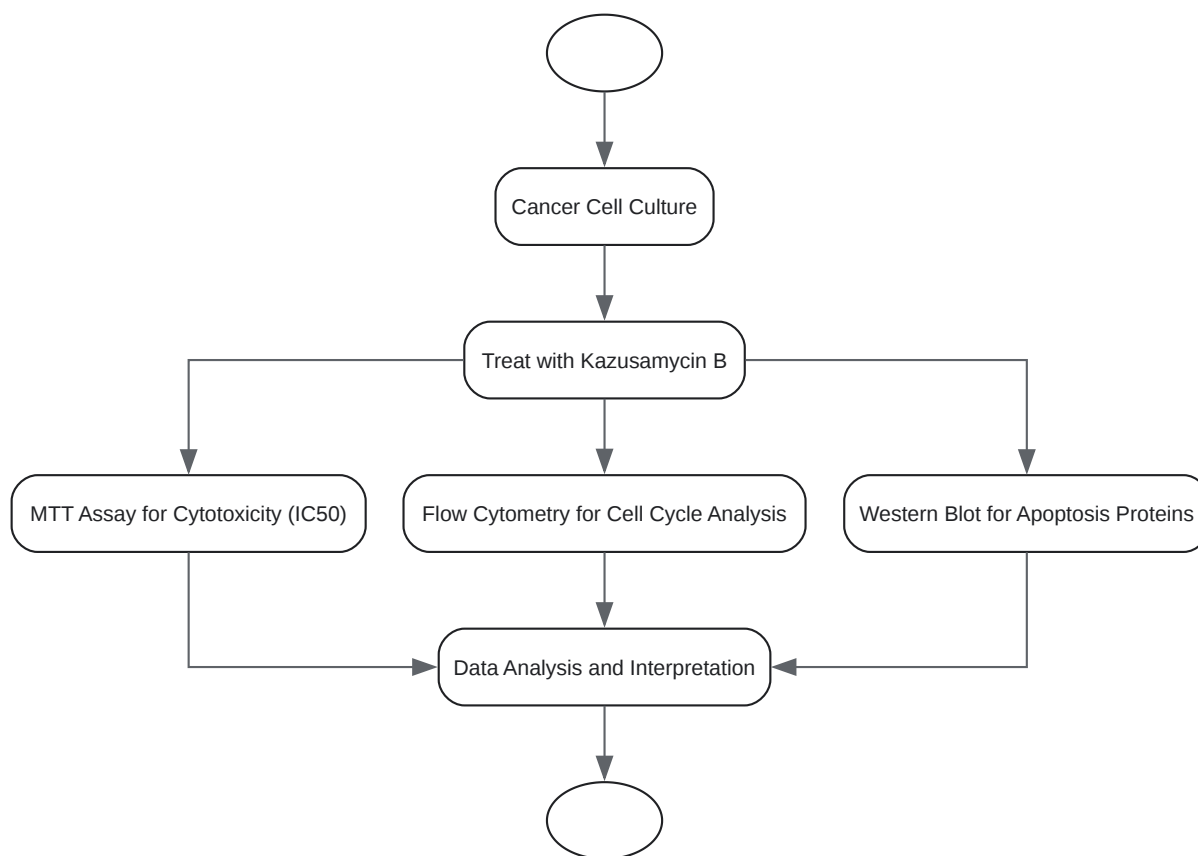 Cancer Cell Culture
Treat with Kazusamycin B
MTT Assay for Cytotoxicity (IC50)
Flow Cytometry for Cell Cycle Analysis
Western Blot for Apoptosis Proteins
Data Analysis and Interpretation